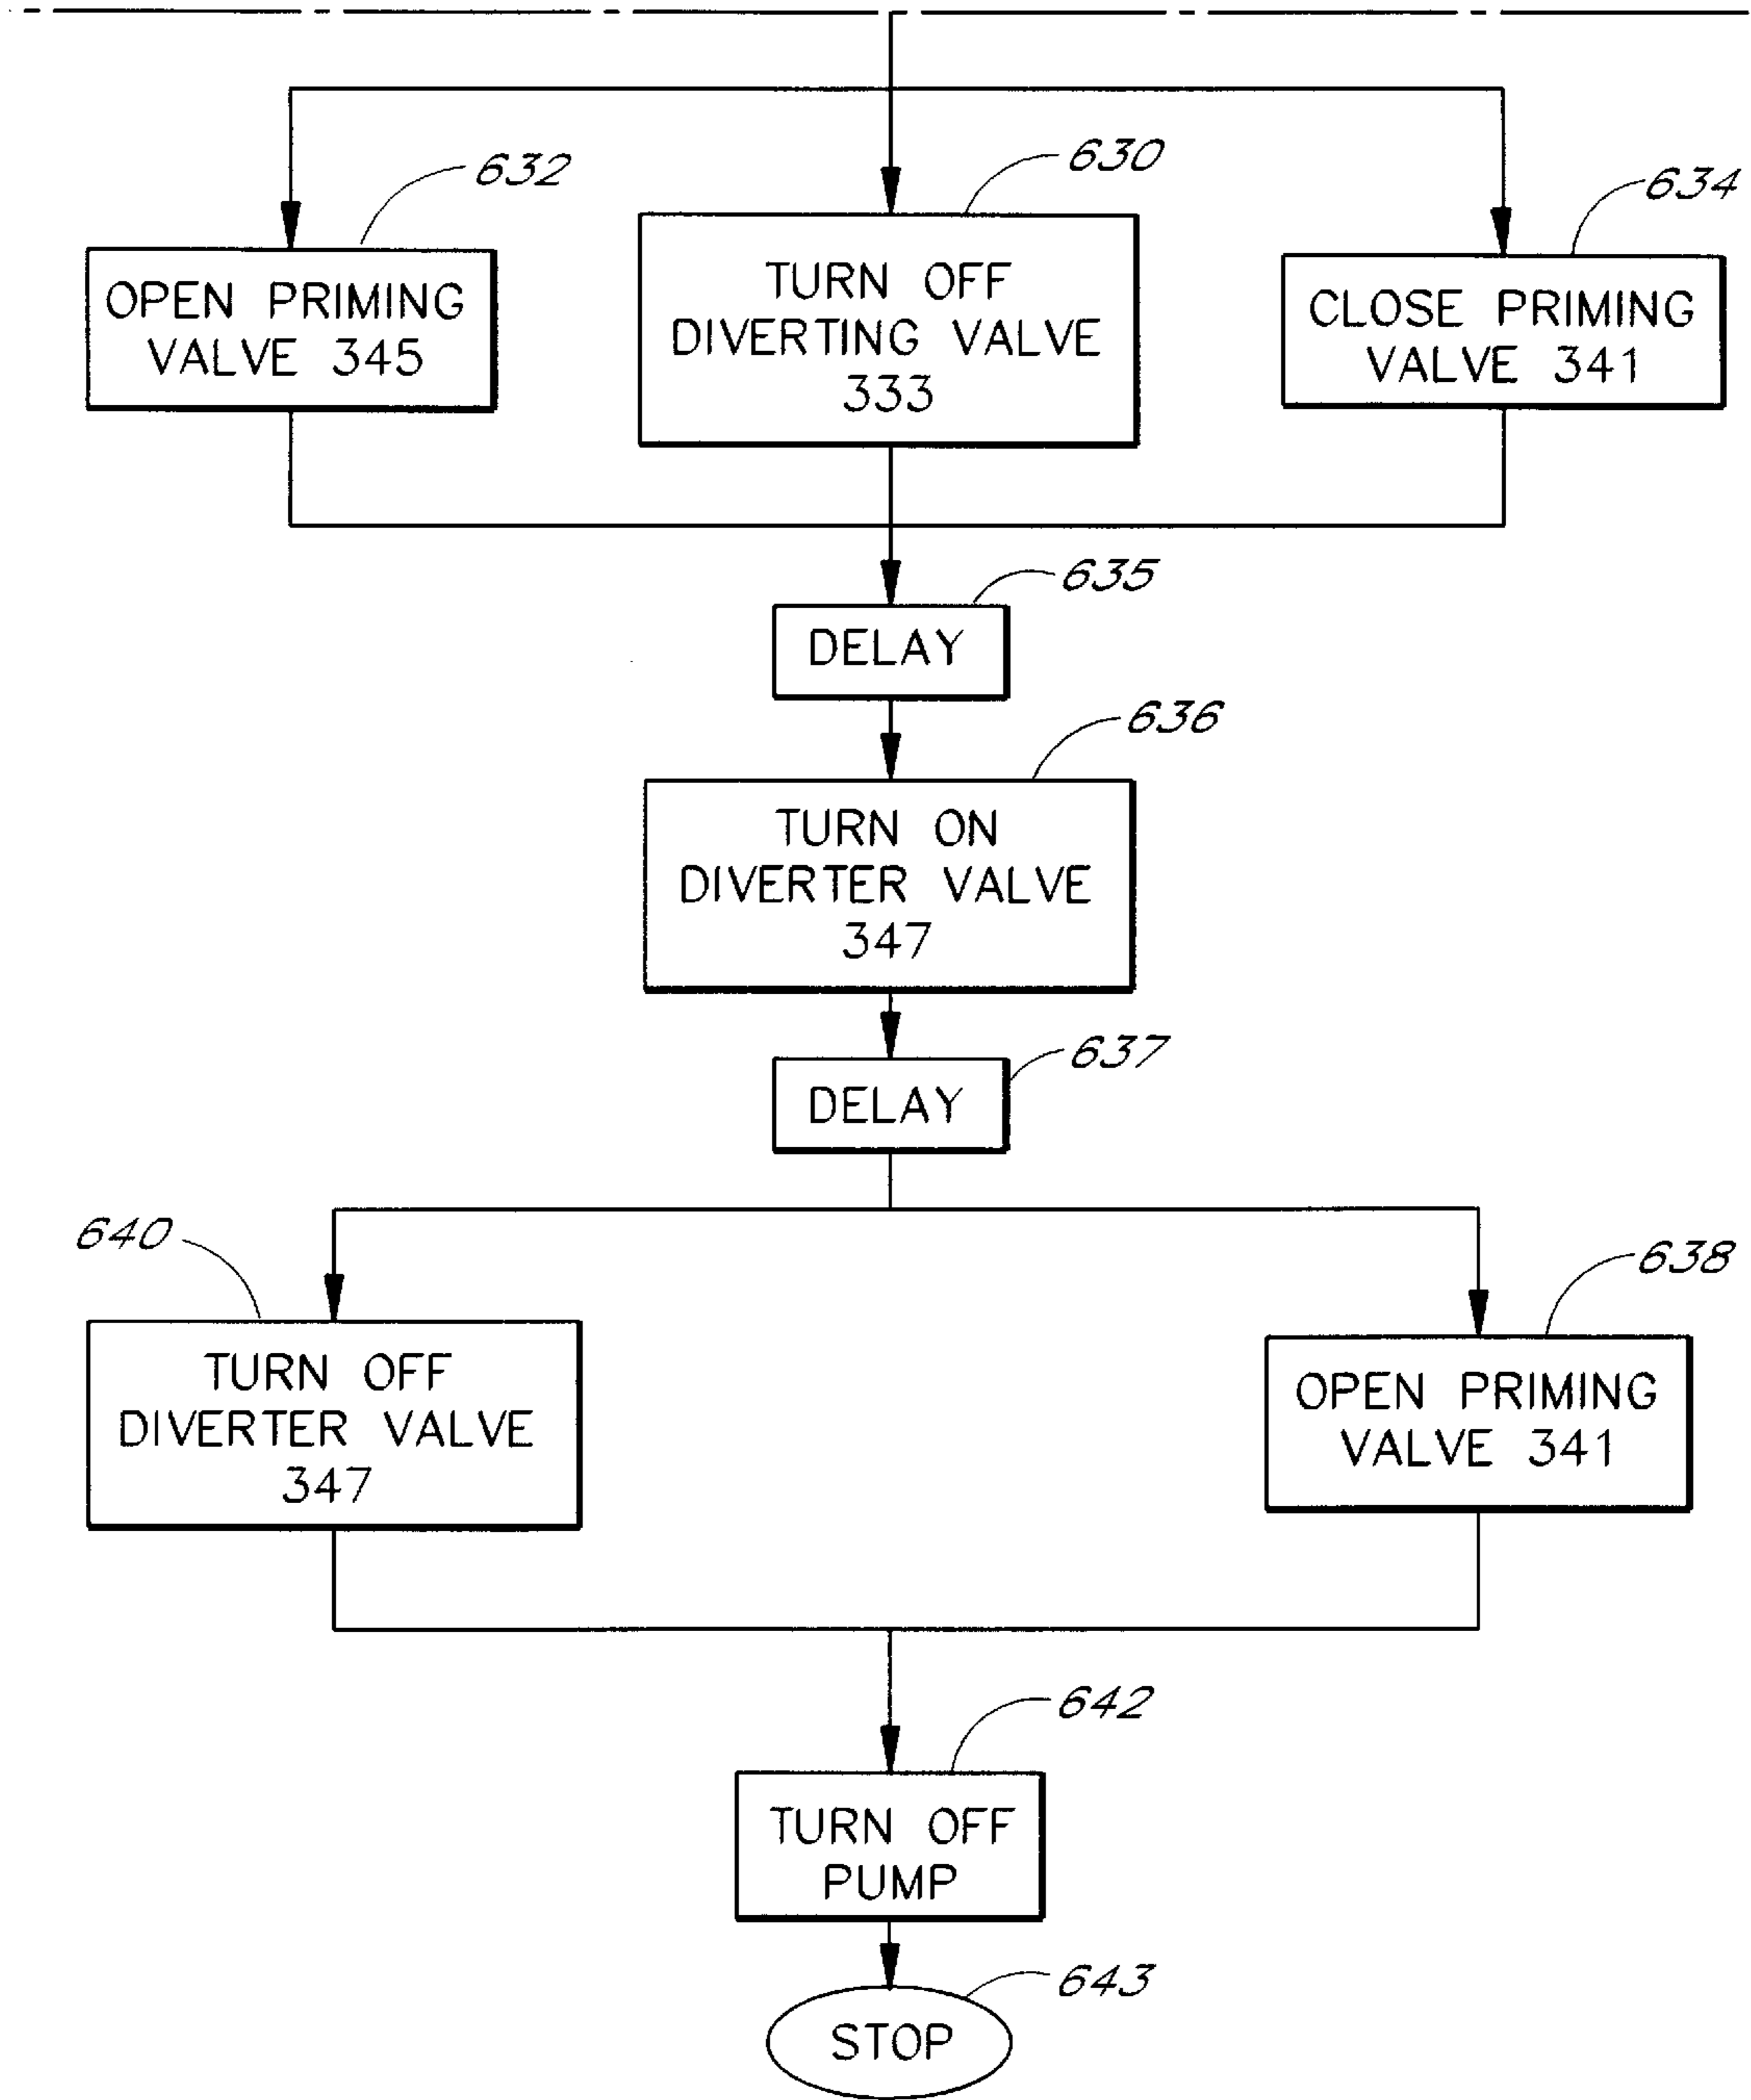 632
630
634
OPEN PRIMING
VALVE 345
TURN OFF
DIVERTING VALVE
333
CLOSE PRIMING
VALVE 341
635
DELAY
636
TURN ON
DIVERTER VALVE
347
637
DELAY
640
638
TURN OFF
DIVERTER VALVE
347
OPEN PRIMING
VALVE 341
642
TURN OFF
PUMP
643
STOP